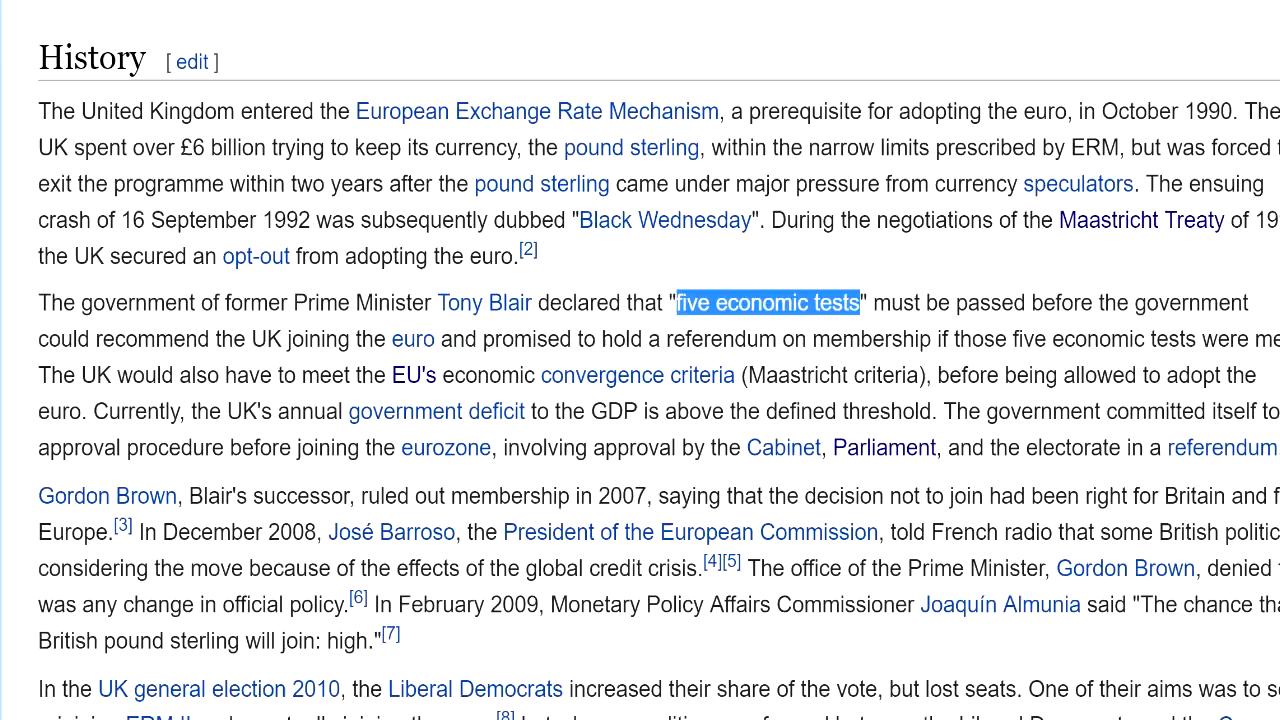 History [ edit ]
The United Kingdom entered the European Exchange Rate Mechanism, a prerequisite for adopting the euro, in October 1990. The
UK spent over £6 billion trying to keep its currency, the pound sterling, within the narrow limits prescribed by ERM, but was forced
exit the programme within two years after the pound sterling came under major pressure from currency speculators. The ensuing
crash of 16 September 1992 was subsequently dubbed "Black Wednesday". During the negotiations of the Maastricht Treaty of 19
the UK secured an opt-out from adopting the euro.[2]
The government of former Prime Minister Tony Blair declared that "five economic tests" must be passed before the government
could recommend the UK joining the euro and promised to hold a referendum on membership if those five economic tests were me
The UK would also have to meet the EU's economic convergence criteria (Maastricht criteria), before being allowed to adopt the
euro. Currently, the UK's annual government deficit to the GDP is above the defined threshold. The government committed itself to
approval procedure before joining the eurozone, involving approval by the Cabinet, Parliament, and the electorate in a referendum
Gordon Brown, Blair's successor, ruled out membership in 2007, saying that the decision not to join had been right for Britain and f
Europe.[3] In December 2008, José Barroso, the President of the European Commission, told French radio that some British politic
considering the move because of the effects of the global credit crisis.[4][5] The office of the Prime Minister, Gordon Brown, denied
was any change in official policy.[6] In February 2009, Monetary Policy Affairs Commissioner Joaquín Almunia said "The chance tha
British pound sterling will join: high."[7]
In the UK general election 2010, the Liberal Democrats increased their share of the vote, but lost seats. One of their aims was to s